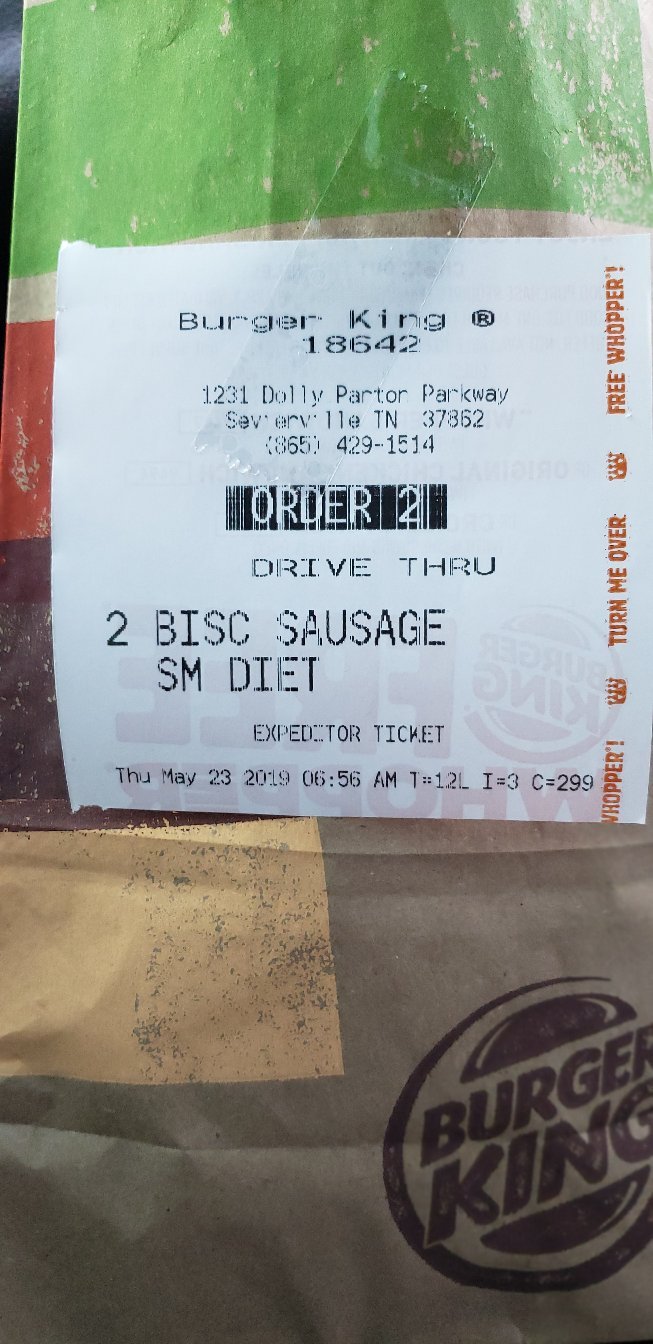 Burger King ®
18642
1231 Dolly Parton Parkway
Sevierville TN 37862
(865) 429-1514
ORDER 2
DRIVE THRU
2 BISC SAUSAGE
SM DIET
EXPEDITOR TICKET
Thu May 23 2019 06:56 AM T=12L I=3 C=299
WHOPPER®! TURN ME OVER FREE WHOPPER®!
BURGER
KING
FREE
WHOPPER
BURGER
KING